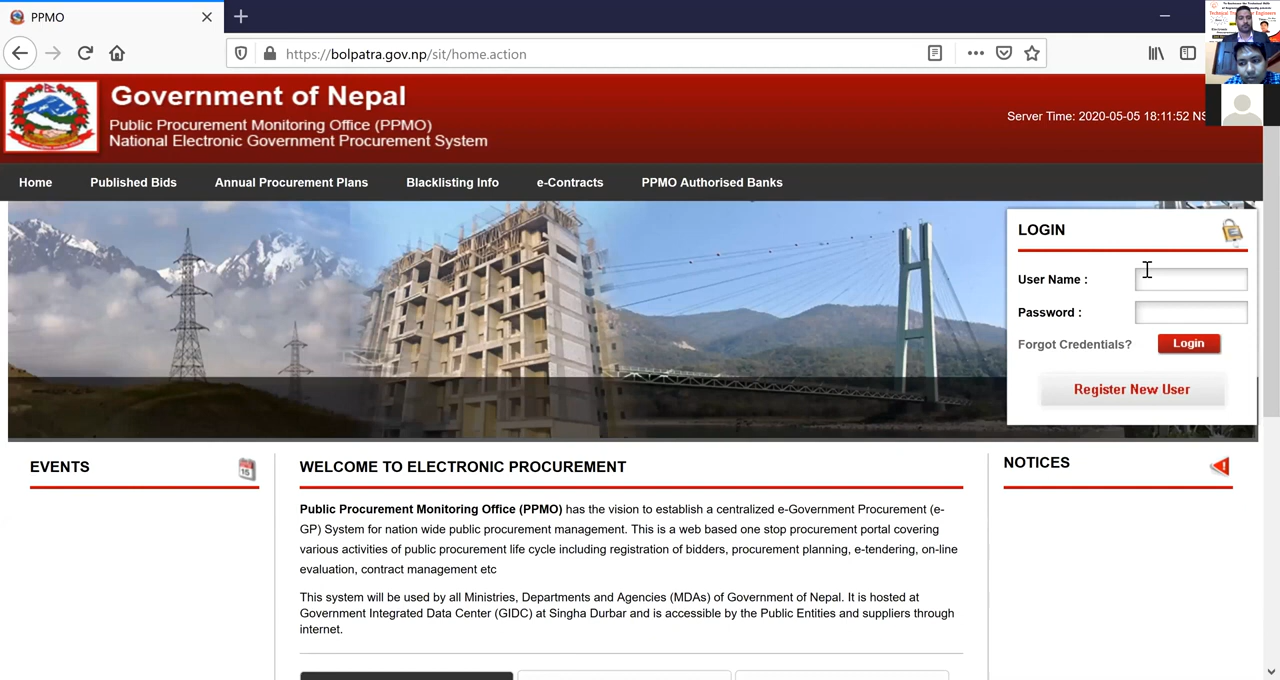 PPMO
https://bolpatra.gov.np/sit/home.action
Government of Nepal
Public Procurement Monitoring Office (PPMO)
National Electronic Government Procurement System
Server Time: 2020-05-05 18:11:52
Home Published Bids Annual Procurement Plans Blacklisting Info e-Contracts PPMO Authorised Banks
LOGIN
User Name :
Password :
Forgot Credentials? Login
Register New User
EVENTS
15
WELCOME TO ELECTRONIC PROCUREMENT
Public Procurement Monitoring Office (PPMO) has the vision to establish a centralized e-Government Procurement (e-
GP) System for nation wide public procurement management. This is a web based one stop procurement portal covering
various activities of public procurement life cycle including registration of bidders, procurement planning, e-tendering, on-line
evaluation, contract management etc
This system will be used by all Ministries, Departments and Agencies (MDAs) of Government of Nepal. It is hosted at
Government Integrated Data Center (GIDC) at Singha Durbar and is accessible by the Public Entities and suppliers through
internet.
NOTICES